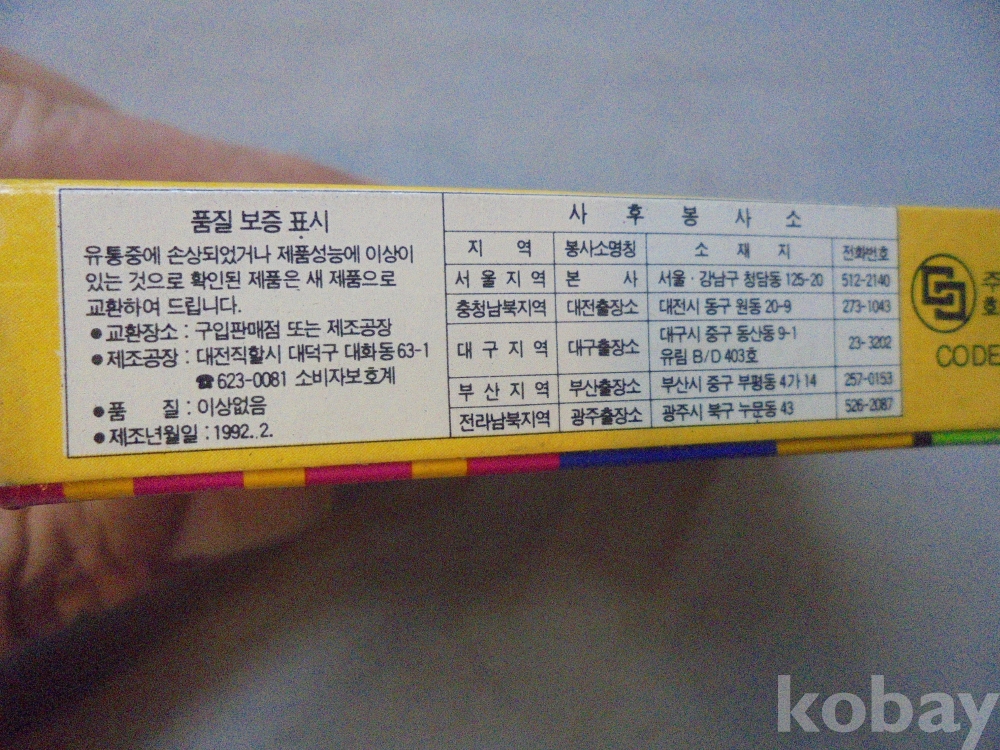 품질 보증 표시
유통중에 손상되었거나 제품성능에 이상이
있는 것으로 확인된 제품은 새 제품으로
교환하여 드립니다.
●교환장소 : 구입판매점 또는 제조공장
●제조공장 : 대전직할시 대덕구 대화동 63-1
☎623-0081 소비자보호계
●품 질 : 이상없음
●제조년월일 : 1992. 2.
사 후 봉 사 소
지 역 봉사소명칭 소 재 지 전화번호
서 울 지 역 본 사 서울·강남구 청담동 125-20 512-2140
충청남북지역 대전출장소 대전시 동구 원동 20-9 273-1043
대 구 지 역 대구출장소 대구시 중구 동산동 9-1 23-3202
유림 B/D 403호
부 산 지 역 부산출장소 부산시 중구 부평동 4가 14 257-0153
전라남북지역 광주출장소 광주시 북구 누문동 43 526-2087
주
호
CODE
kobay